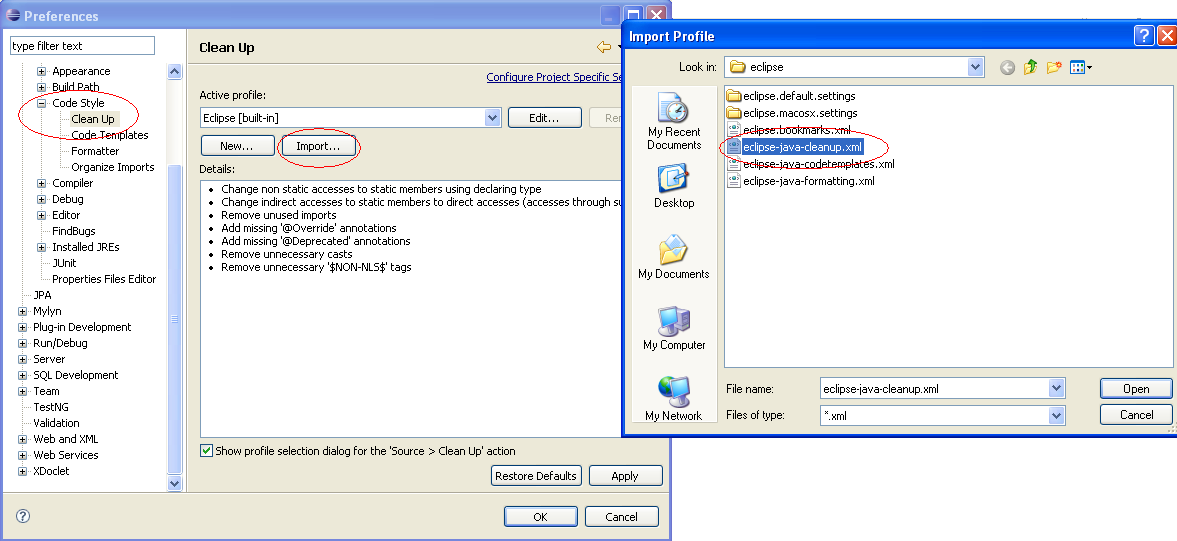 Preferences
type filter text
Appearance
Build Path
Code Style
Clean Up
Code Templates
Formatter
Organize Imports
Compiler
Debug
Editor
FindBugs
Installed JREs
JUnit
Properties Files Editor
JPA
Mylyn
Plug-in Development
Run/Debug
Server
SQL Development
Team
TestNG
Validation
Web and XML
Web Services
XDoclet
Clean Up
Configure Project Specific Se
Active profile:
Eclipse [built-in]
Edit...
Re
New...
Import...
Details:
• Change non static accesses to static members using declaring type
• Change indirect accesses to static members to direct accesses (accesses through su
• Remove unused imports
• Add missing '@Override' annotations
• Add missing '@Deprecated' annotations
• Remove unnecessary casts
• Remove unnecessary '$NON-NLS$' tags
Show profile selection dialog for the 'Source > Clean Up' action
Restore Defaults
Apply
OK
Cancel
Import Profile
Look in:
eclipse
My Recent
Documents
Desktop
My Documents
My Computer
My Network
eclipse.default.settings
eclipse.macosx.settings
eclipse.bookmarks.xml
eclipse-java-cleanup.xml
eclipse-java-codetemplates.xml
eclipse-java-formatting.xml
File name:
eclipse-java-cleanup.xml
Open
Files of type:
*.xml
Cancel